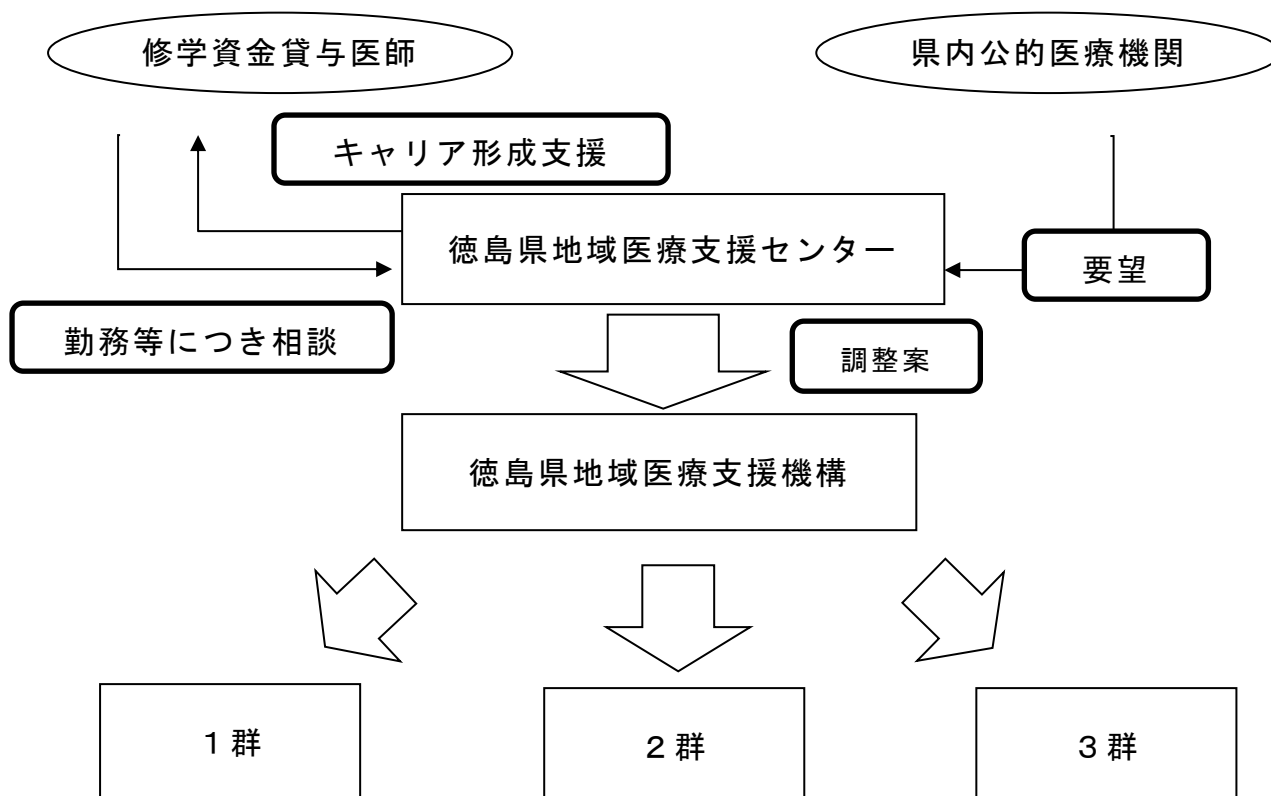 修学資金貸与医師
県内公的医療機関
キャリア形成支援
徳島県地域医療支援センター
要望
勤務等につき相談
調整案
徳島県地域医療支援機構
１群
２群
３群